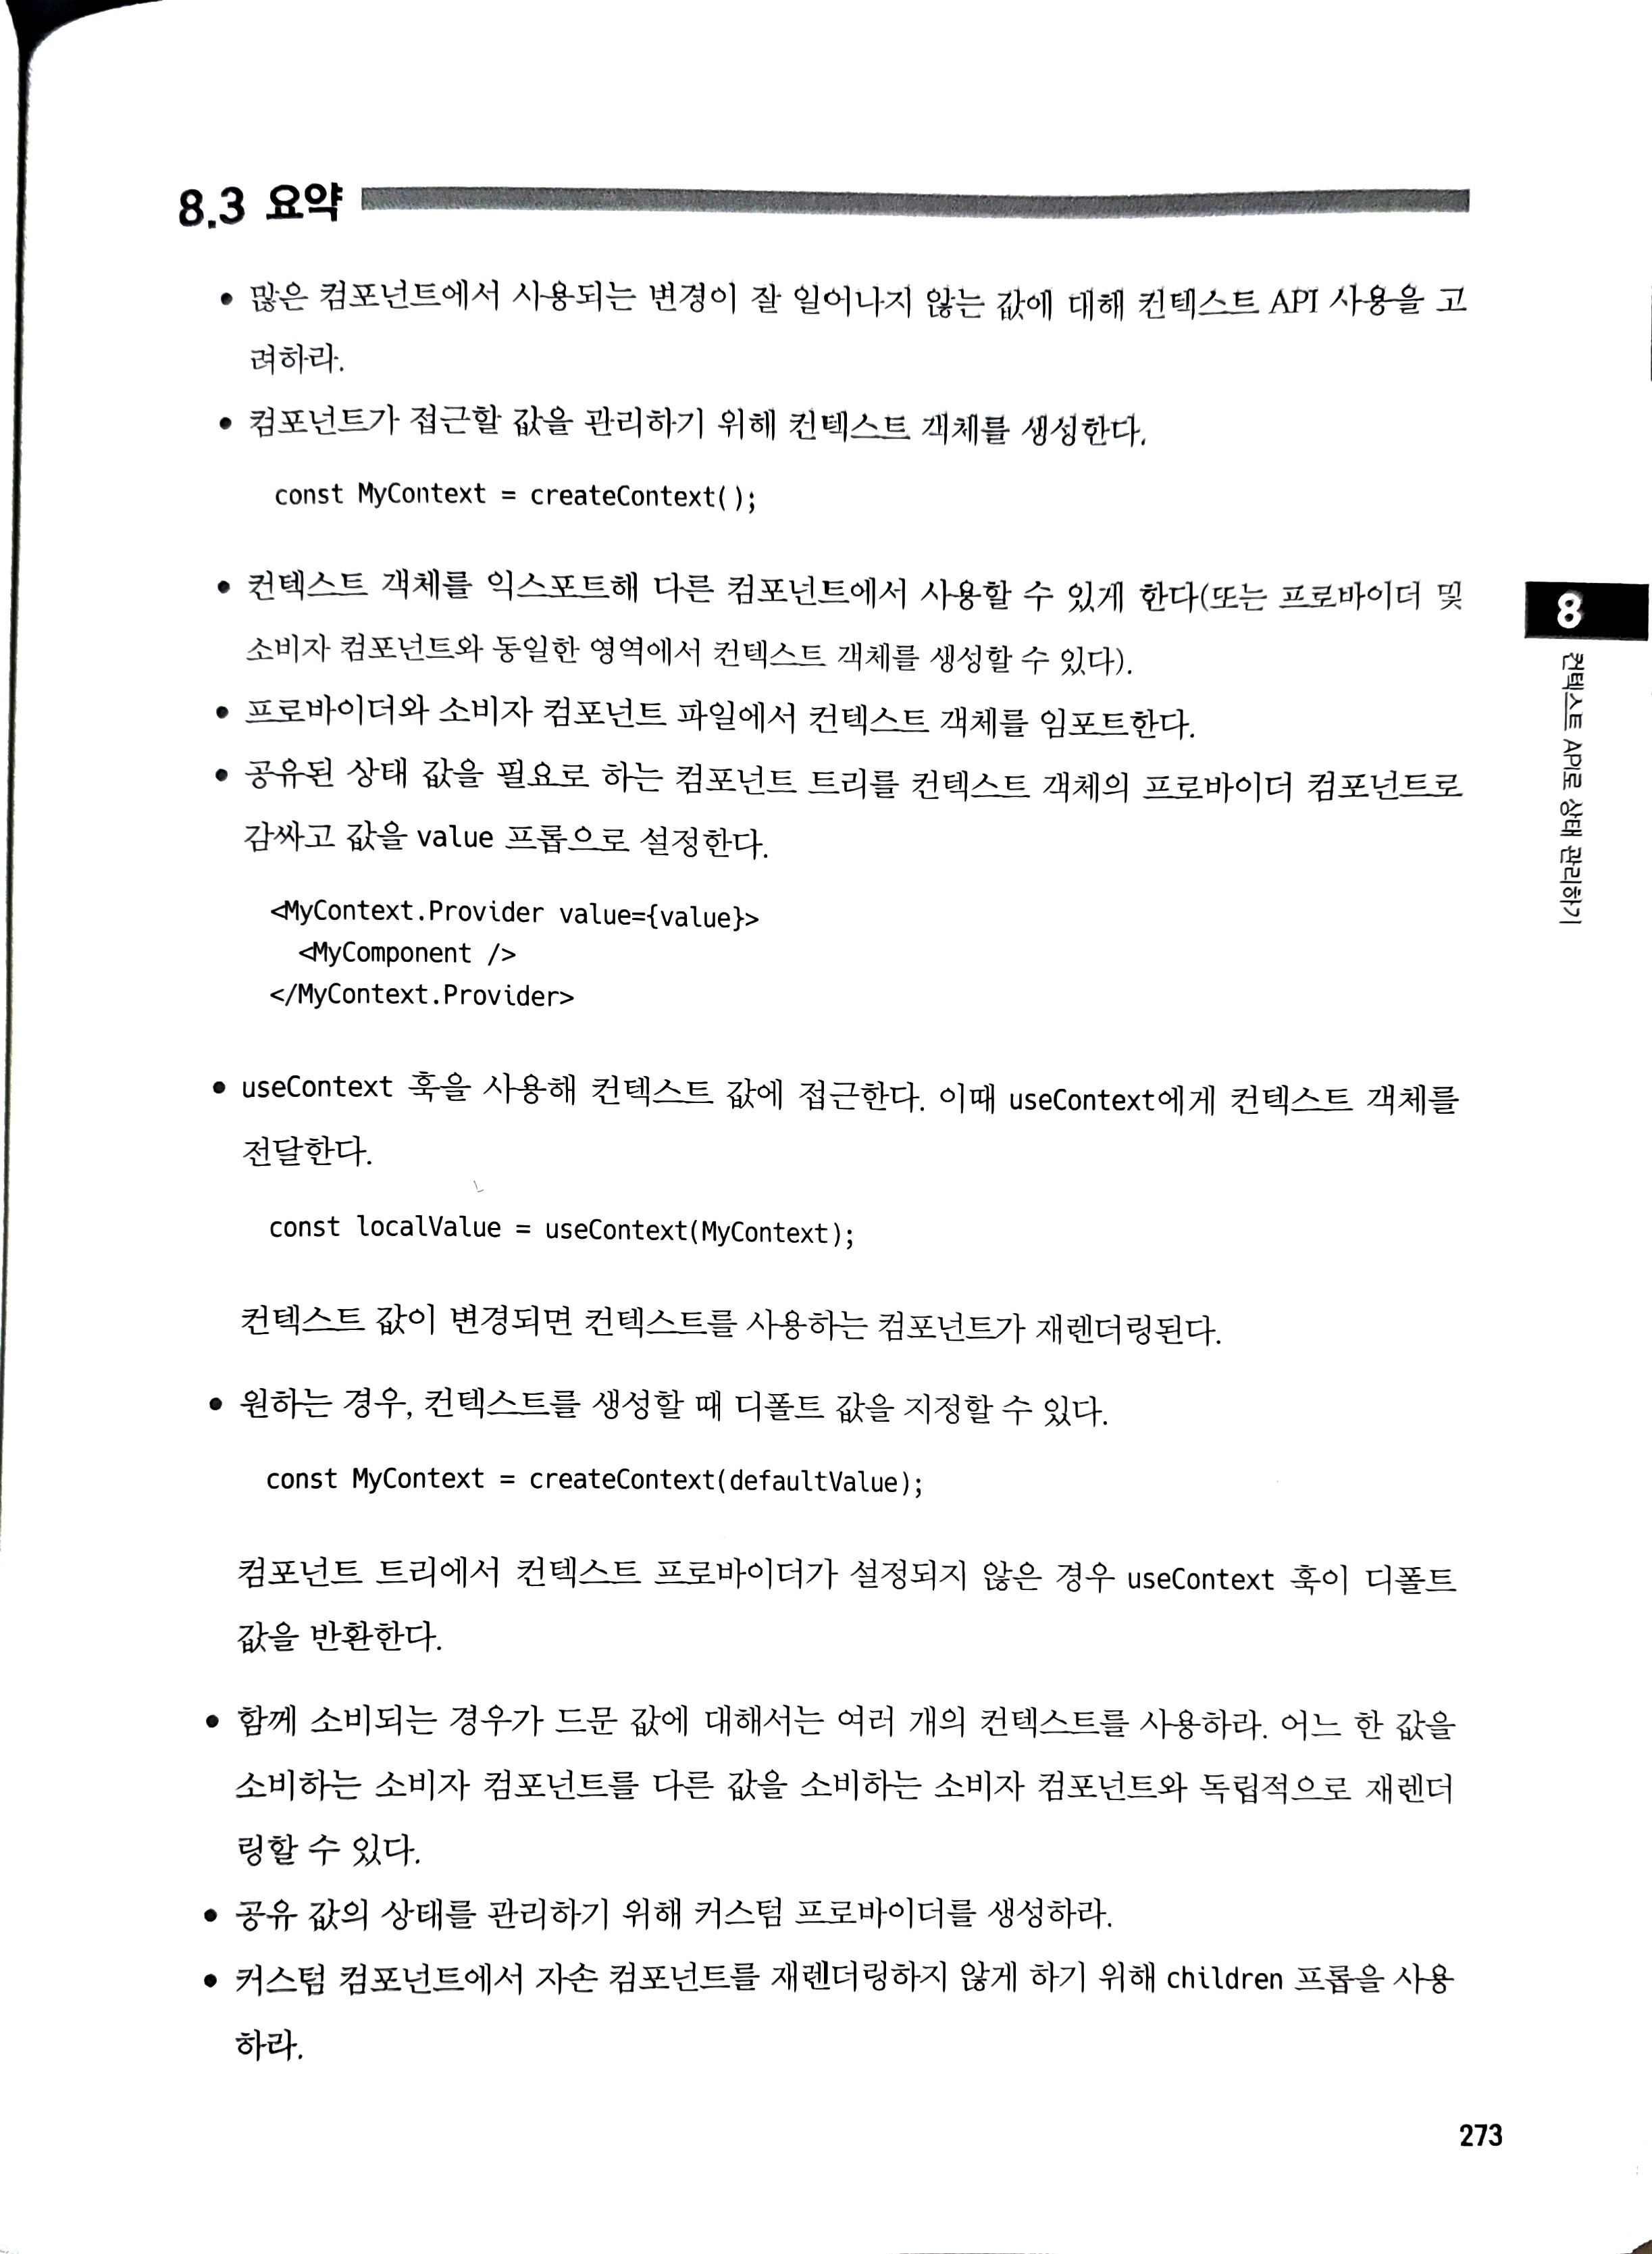 8.3 요약
• 많은 컴포넌트에서 사용되는 변경이 잘 일어나지 않는 값에 대해 컨텍스트 API 사용을 고
려하라.
• 컴포넌트가 접근할 값을 관리하기 위해 컨텍스트 객체를 생성한다.
const MyContext = createContext();
• 컨텍스트 객체를 익스포트해 다른 컴포넌트에서 사용할 수 있게 한다(또는 프로바이더 및
소비자 컴포넌트와 동일한 영역에서 컨텍스트 객체를 생성할 수 있다).
• 프로바이더와 소비자 컴포넌트 파일에서 컨텍스트 객체를 임포트한다.
• 공유된 상태 값을 필요로 하는 컴포넌트 트리를 컨텍스트 객체의 프로바이더 컴포넌트로
감싸고 값을 value 프롭으로 설정한다.
<MyContext.Provider value={value}>
  <MyComponent />
</MyContext.Provider>
• useContext 훅을 사용해 컨텍스트 값에 접근한다. 이때 useContext에게 컨텍스트 객체를
전달한다.
const localValue = useContext(MyContext);
컨텍스트 값이 변경되면 컨텍스트를 사용하는 컴포넌트가 재렌더링된다.
• 원하는 경우, 컨텍스트를 생성할 때 디폴트 값을 지정할 수 있다.
const MyContext = createContext(defaultValue);
컴포넌트 트리에서 컨텍스트 프로바이더가 설정되지 않은 경우 useContext 훅이 디폴트
값을 반환한다.
• 함께 소비되는 경우가 드문 값에 대해서는 여러 개의 컨텍스트를 사용하라. 어느 한 값을
소비하는 소비자 컴포넌트를 다른 값을 소비하는 소비자 컴포넌트와 독립적으로 재렌더
링할 수 있다.
• 공유 값의 상태를 관리하기 위해 커스텀 프로바이더를 생성하라.
• 커스텀 컴포넌트에서 자손 컴포넌트를 재렌더링하지 않게 하기 위해 children 프롭을 사용
하라.
8
컨텍스트 API로 상태 관리하기
273